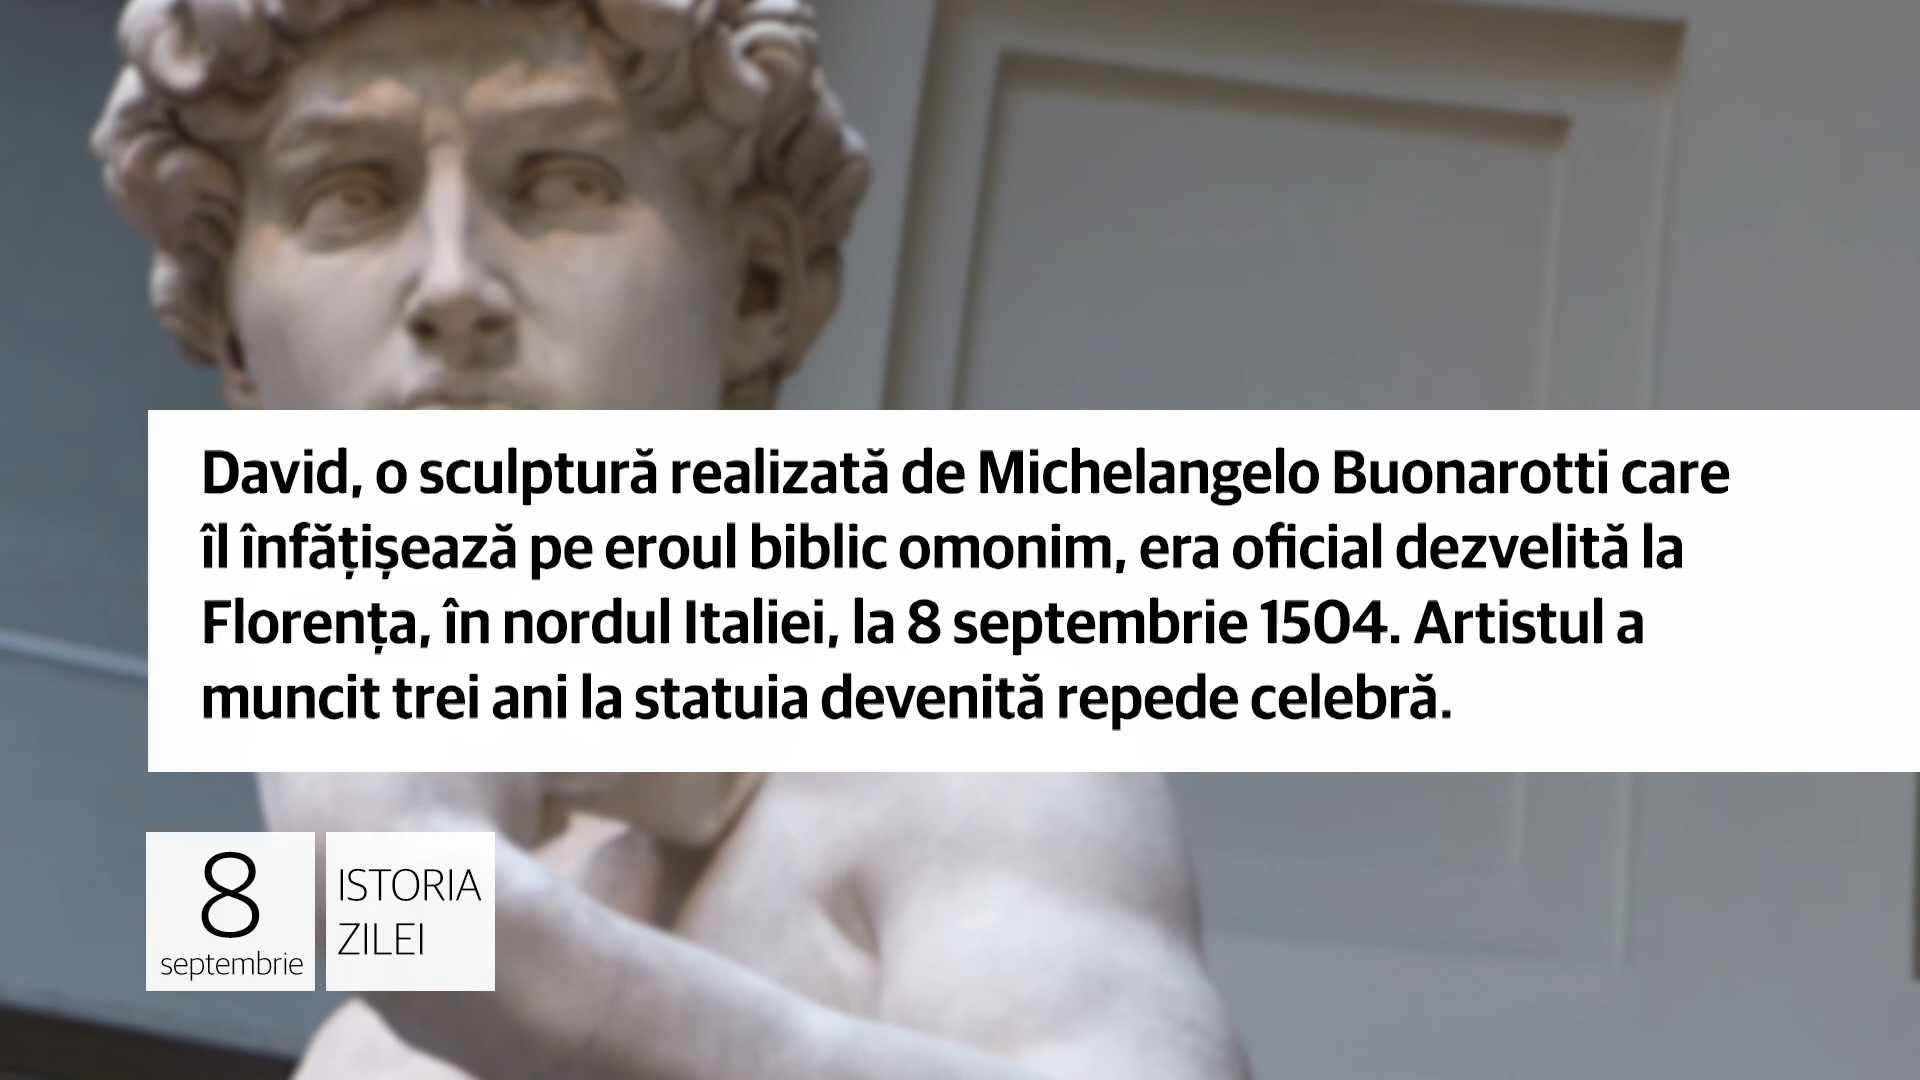 David, o sculptură realizată de Michelangelo Buonarotti care
îl înfățișează pe eroul biblic omonim, era oficial dezvelită la
Florența, în nordul Italiei, la 8 septembrie 1504. Artistul a
muncit trei ani la statuia devenită repede celebră.
8
septembrie
ISTORIA
ZILEI